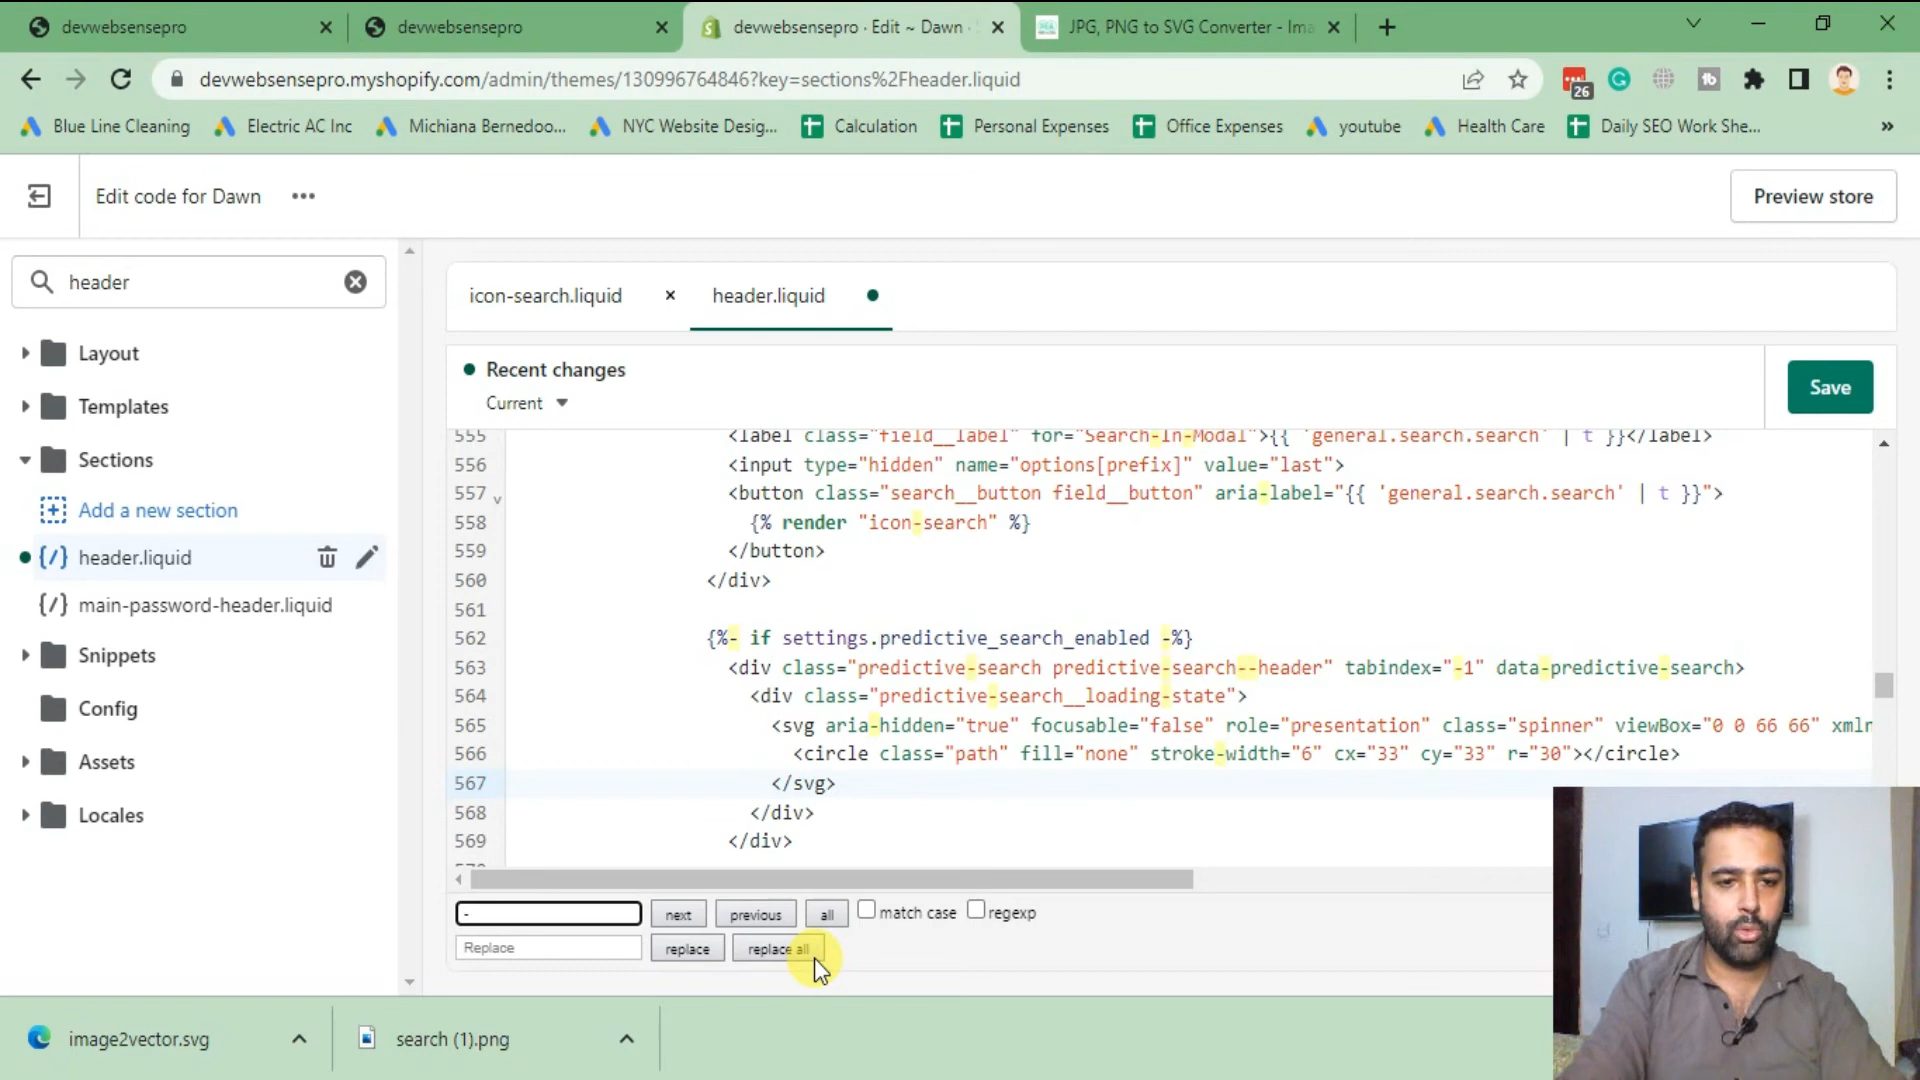 devwebsensepro
devwebsensepro
devwebsensepro · Edit ~ Dawn ·
JPG, PNG to SVG Converter - Ima
devwebsensepro.myshopify.com/admin/themes/130996764846?key=sections%2Fheader.liquid
26
Blue Line Cleaning
Electric AC Inc
Michiana Bernedoo...
NYC Website Desig...
Calculation
Personal Expenses
Office Expenses
youtube
Health Care
Daily SEO Work She...
»
Edit code for Dawn
Preview store
header
icon-search.liquid
header.liquid
Layout
Templates
Sections
Add a new section
header.liquid
main-password-header.liquid
Snippets
Config
Assets
Locales
Recent changes
Current
Save
555 <label class="field__label" for="Search-In-Modal">{{ 'general.search.search' | t }}</label>
556 <input type="hidden" name="options[prefix]" value="last">
557 <button class="search__button field__button" aria-label="{{ 'general.search.search' | t }}">
558 {% render "icon-search" %}
559 </button>
560 </div>
561
562 {%- if settings.predictive_search_enabled -%}
563 <div class="predictive-search predictive-search--header" tabindex="-1" data-predictive-search>
564 <div class="predictive-search__loading-state">
565 <svg aria-hidden="true" focusable="false" role="presentation" class="spinner" viewBox="0 0 66 66" xmln
566 <circle class="path" fill="none" stroke-width="6" cx="33" cy="33" r="30"></circle>
567 </svg>
568 </div>
569 </div>
- next previous all match case regexp
Replace replace replace all
image2vector.svg
search (1).png